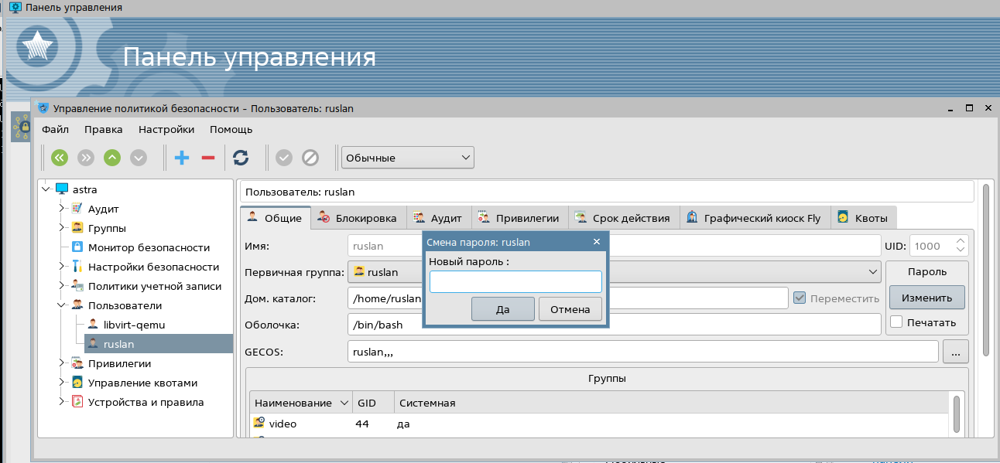 Панель управления
Панель управления
Управление политикой безопасности - Пользователь: ruslan
Файл Правка Настройки Помощь
Обычные
astra
Аудит
Группы
Монитор безопасности
Настройки безопасности
Политики учетной записи
Пользователи
libvirt-qemu
ruslan
Привилегии
Управление квотами
Устройства и правила
Пользователь: ruslan
Общие Блокировка Аудит Привилегии Срок действия Графический киоск Fly Квоты
Имя: ruslan UID: 1000
Первичная группа: ruslan
Дом. каталог: /home/ruslan Переместить
Оболочка: /bin/bash
GECOS: ruslan,,, ...
Пароль
Изменить
Печатать
Смена пароля: ruslan
Новый пароль :
Да Отмена
Группы
Наименование GID Системная
video 44 да